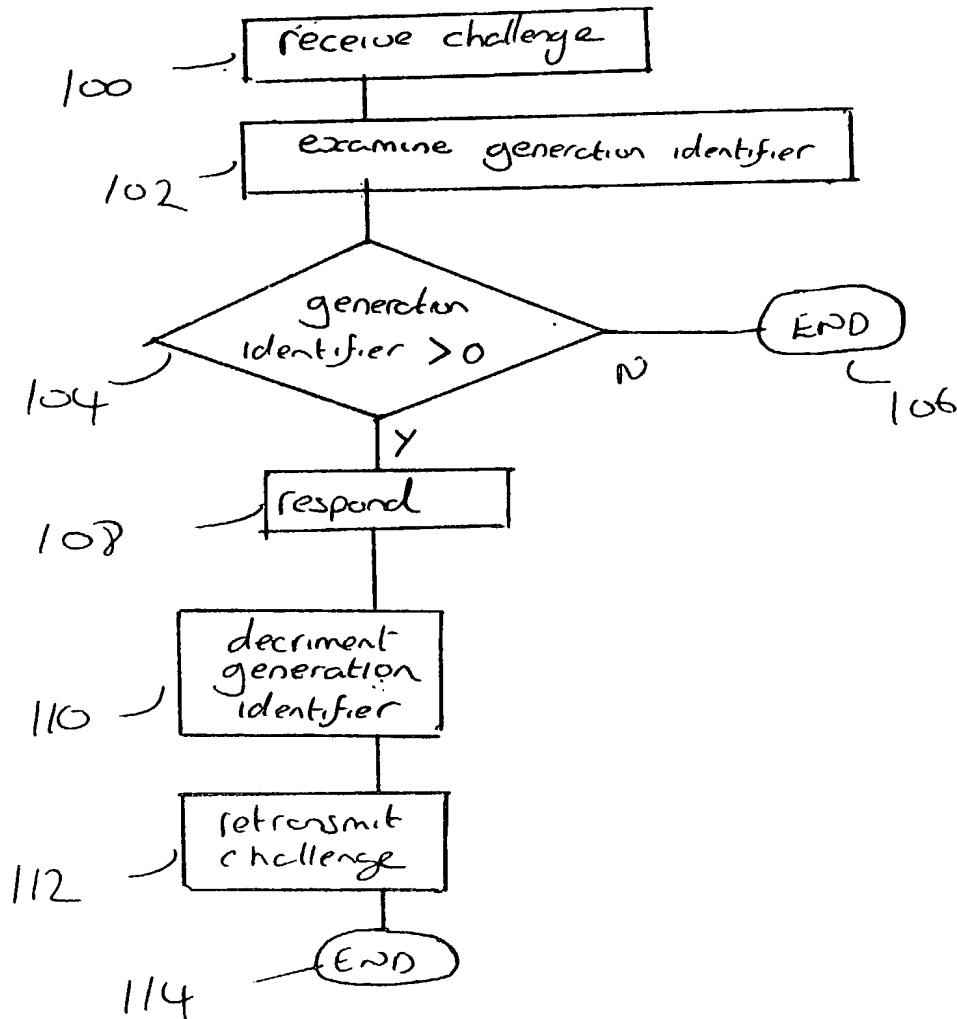 receive challenge
100
examine generation identifier
102
generation
identifier > 0
END
N
104
106
Y
respond
108
decriment
generation
identifier
110
retransmit
challenge
112
END
114